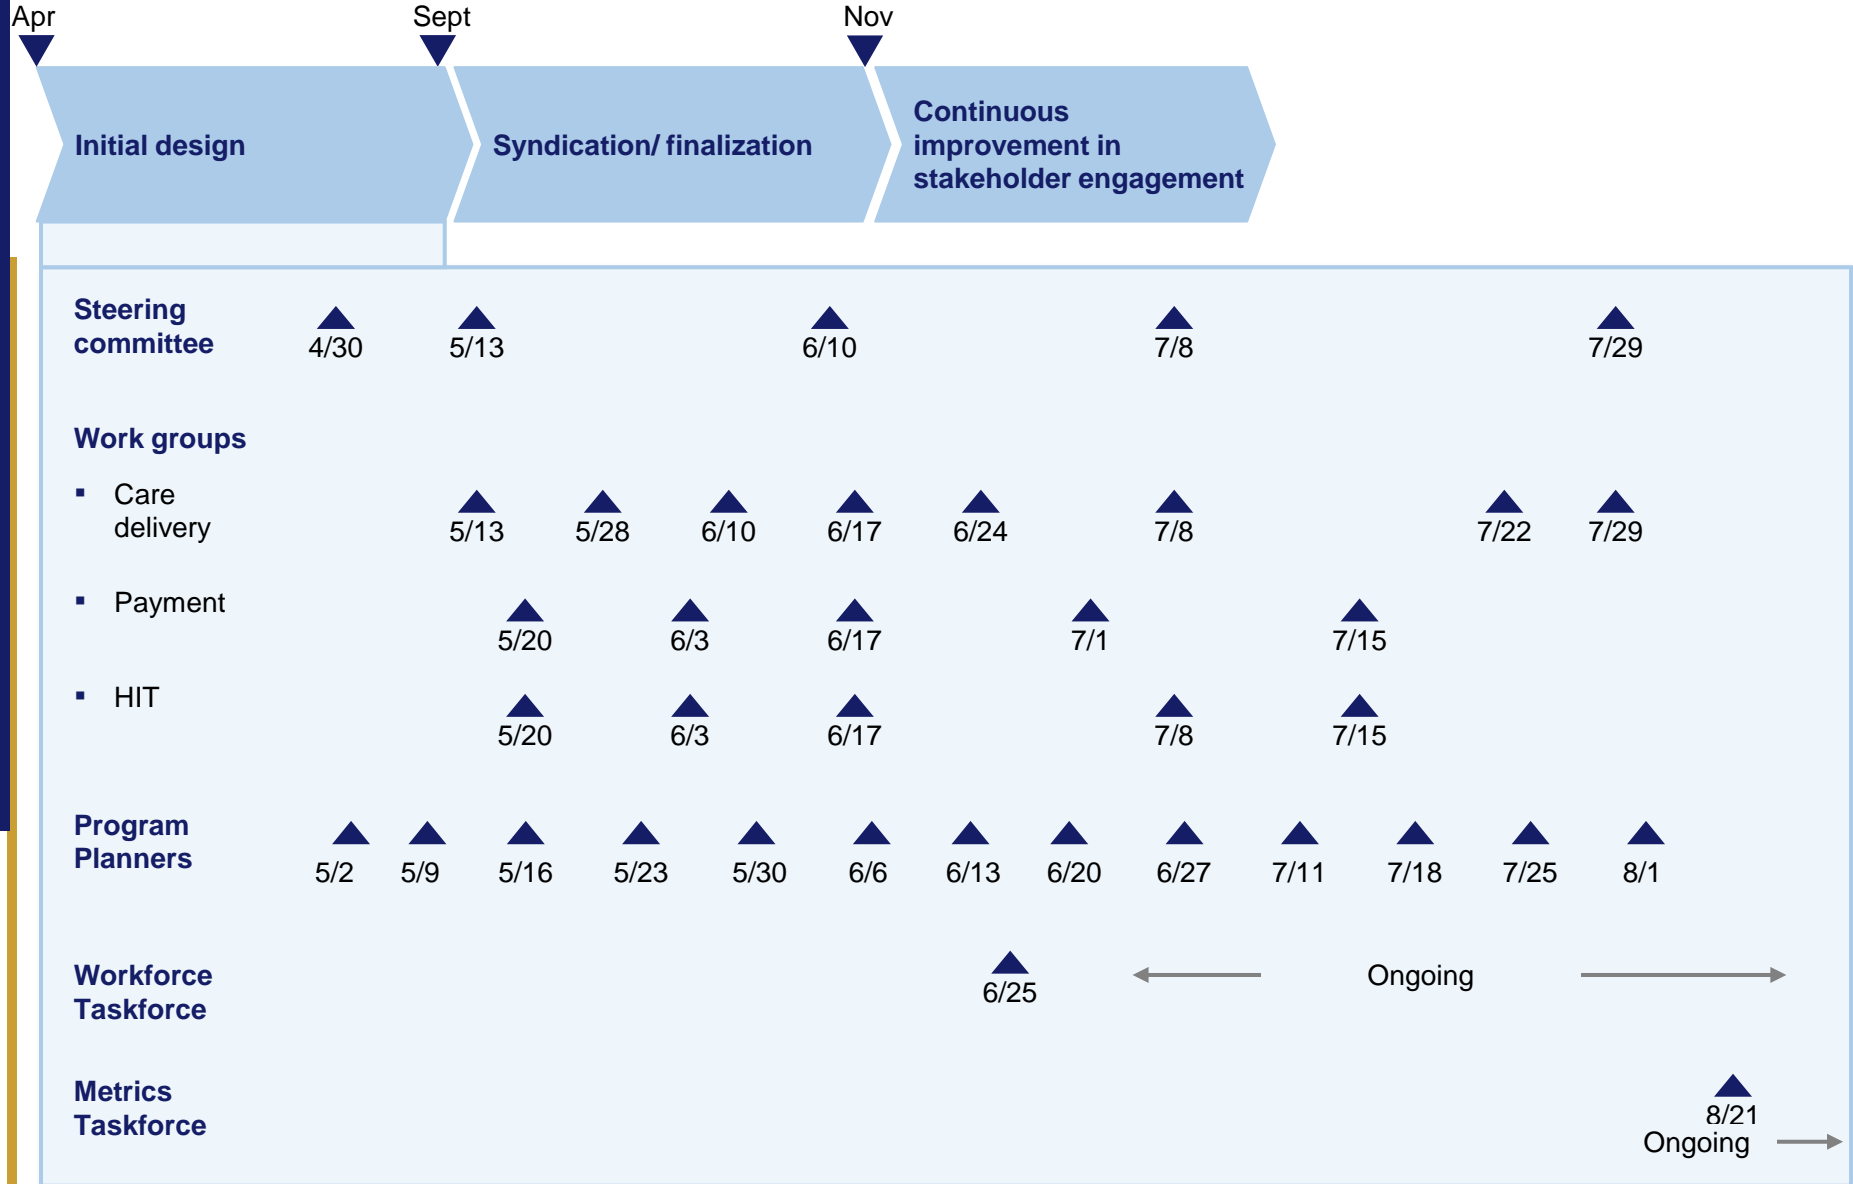 Apr Sept Nov
Initial design
Syndication/ finalization
Continuous
improvement in
stakeholder engagement
Steering
committee
4/30 5/13 6/10 7/8 7/29
Work groups
▪ Care
delivery
5/13 5/28 6/10 6/17 6/24 7/8 7/22 7/29
▪ Payment
5/20 6/3 6/17 7/1 7/15
▪ HIT
5/20 6/3 6/17 7/8 7/15
Program
Planners
5/2 5/9 5/16 5/23 5/30 6/6 6/13 6/20 6/27 7/11 7/18 7/25 8/1
Workforce
Taskforce
6/25
Ongoing
Metrics
Taskforce
8/21
Ongoing